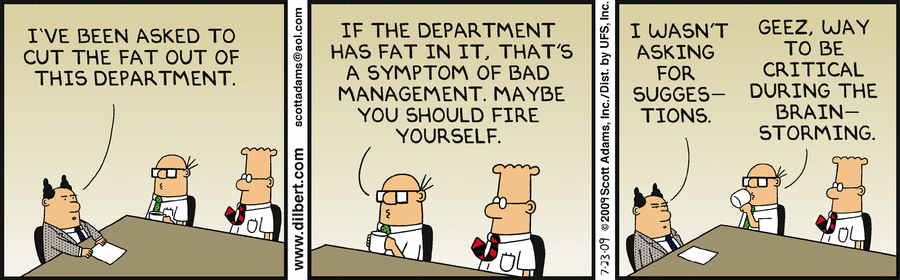 I'VE BEEN ASKED TO
CUT THE FAT OUT OF
THIS DEPARTMENT.
www.dilbert.com
scottadams@aol.com
IF THE DEPARTMENT
HAS FAT IN IT, THAT'S
A SYMPTOM OF BAD
MANAGEMENT. MAYBE
YOU SHOULD FIRE
YOURSELF.
7-23-09 ©2009 Scott Adams, Inc./Dist. by UFS, Inc.
I WASN'T
ASKING
FOR
SUGGES–
TIONS.
GEEZ, WAY
TO BE
CRITICAL
DURING THE
BRAIN–
STORMING.